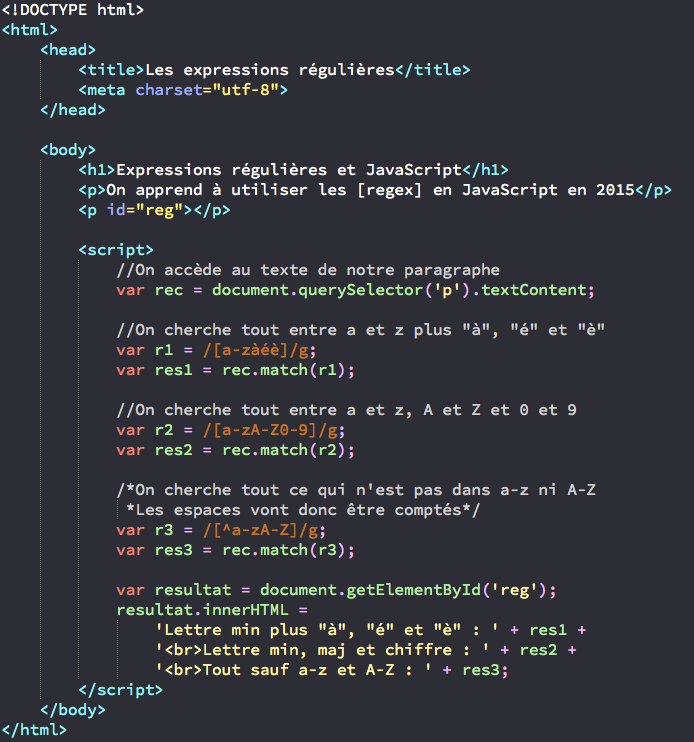 <!DOCTYPE html>
<html>
    <head>
        <title>Les expressions régulières</title>
        <meta charset="utf-8">
    </head>

    <body>
        <h1>Expressions régulières et JavaScript</h1>
        <p>On apprend à utiliser les [regex] en JavaScript en 2015</p>
        <p id="reg"></p>

        <script>
            //On accède au texte de notre paragraphe
            var rec = document.querySelector('p').textContent;

            //On cherche tout entre a et z plus "à", "é" et "è"
            var r1 = /[a-zàéè]/g;
            var res1 = rec.match(r1);

            //On cherche tout entre a et z, A et Z et 0 et 9
            var r2 = /[a-zA-Z0-9]/g;
            var res2 = rec.match(r2);

            /*On cherche tout ce qui n'est pas dans a-z ni A-Z
             *Les espaces vont donc être comptés*/
            var r3 = /[^a-zA-Z]/g;
            var res3 = rec.match(r3);

            var resultat = document.getElementById('reg');
            resultat.innerHTML =
                'Lettre min plus "à", "é" et "è" : ' + res1 +
                '<br>Lettre min, maj et chiffre : ' + res2 +
                '<br>Tout sauf a-z et A-Z : ' + res3;
        </script>
    </body>
</html>